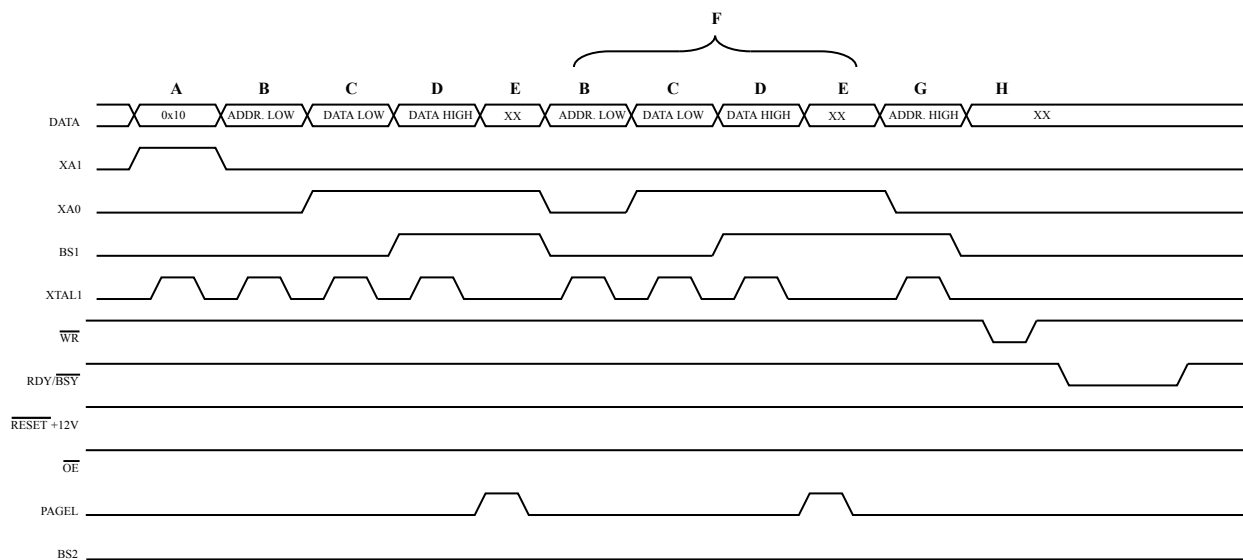 F
A B C D E B C D E G H
DATA 0x10 ADDR. LOW DATA LOW DATA HIGH XX ADDR. LOW DATA LOW DATA HIGH XX ADDR. HIGH XX
XA1
XA0
BS1
XTAL1
WR
RDY/BSY
RESET +12V
OE
PAGEL
BS2